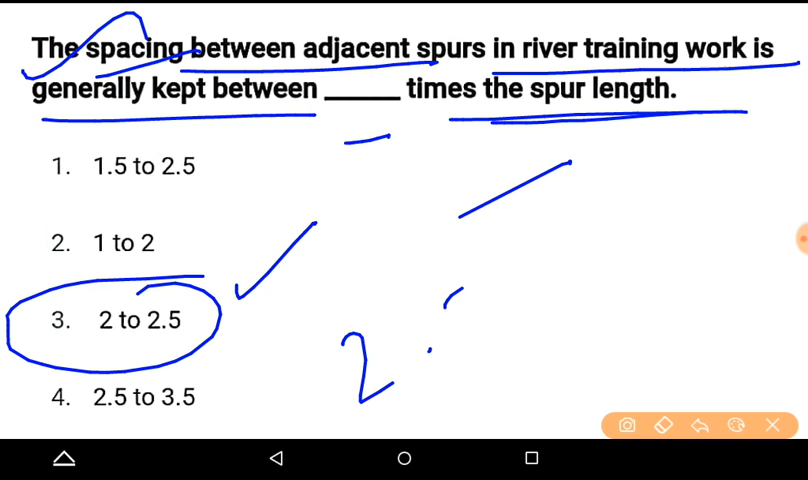 The spacing between adjacent spurs in river training work is
generally kept between _____ times the spur length.
1. 1.5 to 2.5
2. 1 to 2
3. 2 to 2.5
4. 2.5 to 3.5
2.